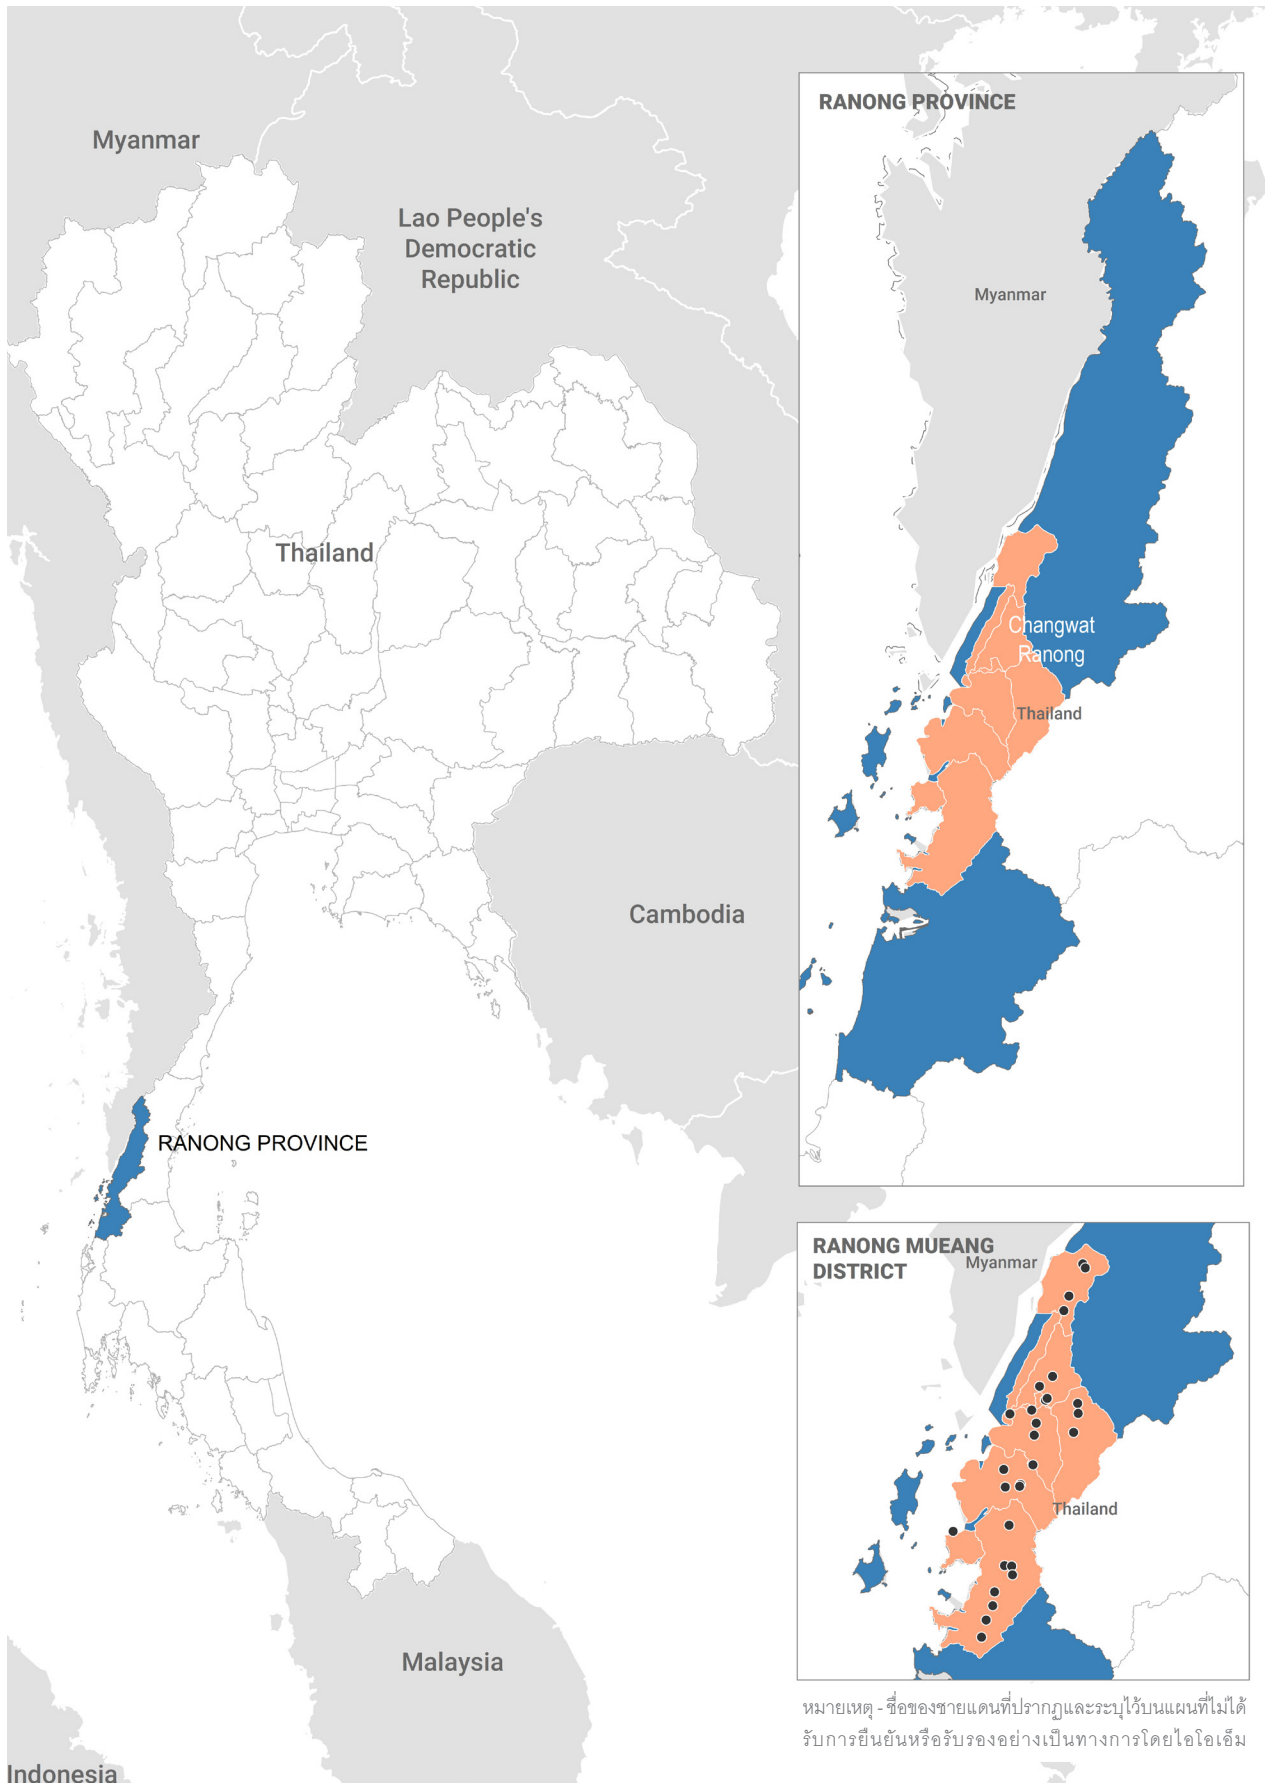 Myanmar
Lao People's
Democratic
Republic
Thailand
Cambodia
RANONG PROVINCE
Malaysia
Indonesia
RANONG PROVINCE
Myanmar
Changwat
Ranong
Thailand
RANONG MUEANG
DISTRICT
Myanmar
Thailand
หมายเหตุ - ชื่อของชายแดนที่ปรากฏและระบุไว้บนแผนที่ไม่ได้
รับการยืนยันหรือรับรองอย่างเป็นทางการโดยไอโอเอ็ม